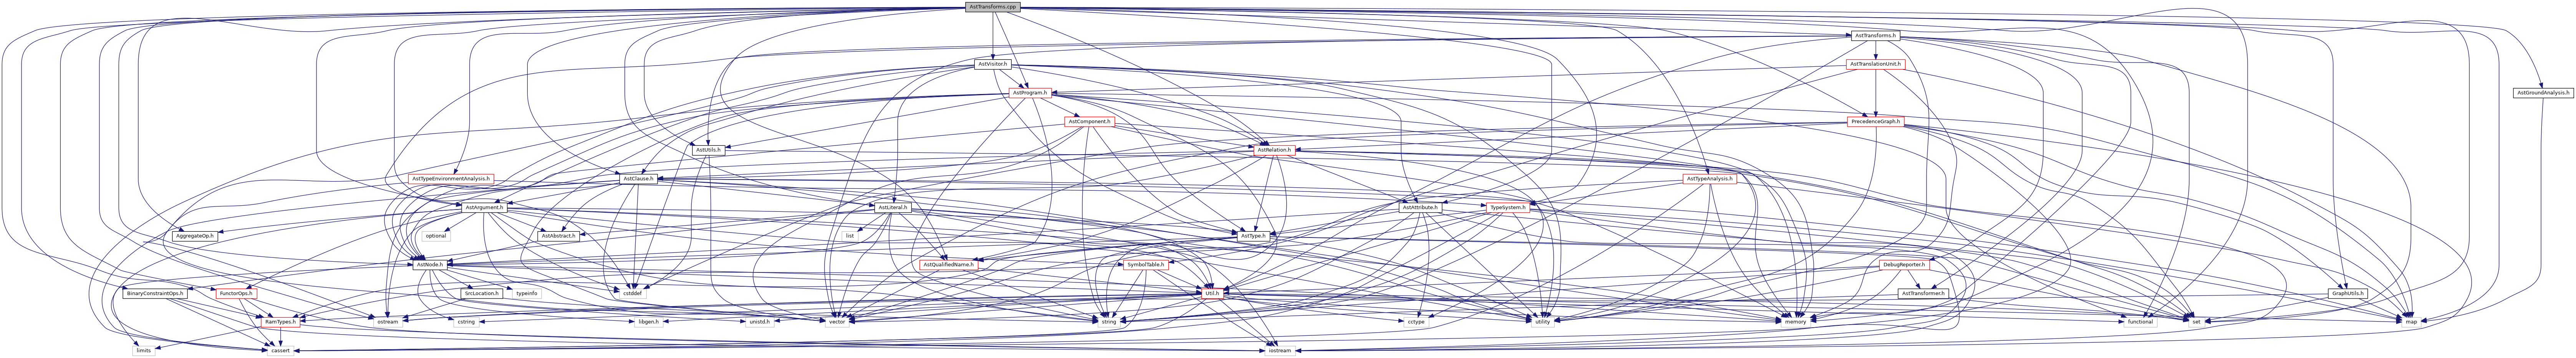 AstTransforms.cpp
AstTransforms.h
AstVisitor.h
AstTranslationUnit.h
AstProgram.h
AstGroundAnalysis.h
AstComponent.h
PrecedenceGraph.h
AstUtils.h
AstRelation.h
AstTypeEnvironmentAnalysis.h
AstClause.h
AstTypeAnalysis.h
AstArgument.h
AstLiteral.h
AstAttribute.h
TypeSystem.h
AggregateOp.h
optional
AstAbstract.h
list
AstType.h
AstNode.h
AstQualifiedName.h
SymbolTable.h
DebugReporter.h
BinaryConstraintOps.h
FunctorOps.h
SrcLocation.h
typeinfo
cstddef
Util.h
AstTransformer.h
GraphUtils.h
RamTypes.h
ostream
cstring
libgen.h
unistd.h
vector
string
cctype
utility
memory
functional
set
map
limits
cassert
iostream